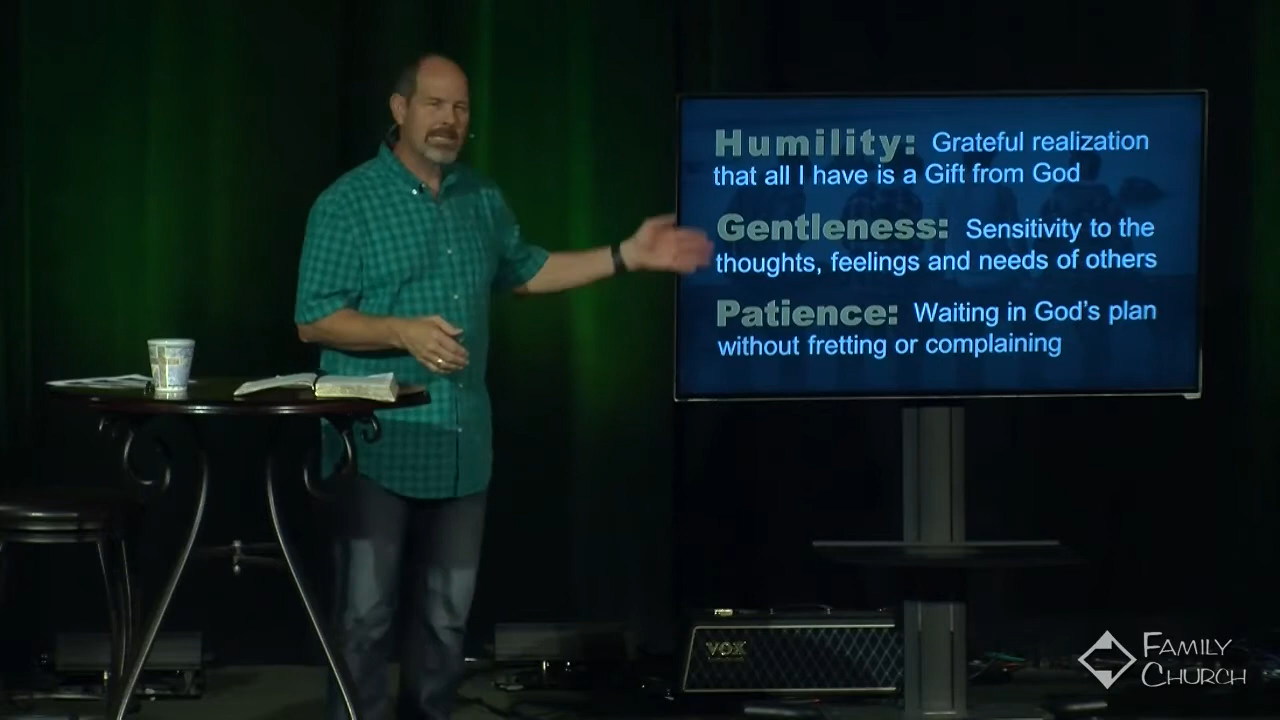 Humility: Grateful realization
that all I have is a Gift from God
Gentleness: Sensitivity to the
thoughts, feelings and needs of others
Patience: Waiting in God's plan
without fretting or complaining
VOX
FAMILY
CHURCH